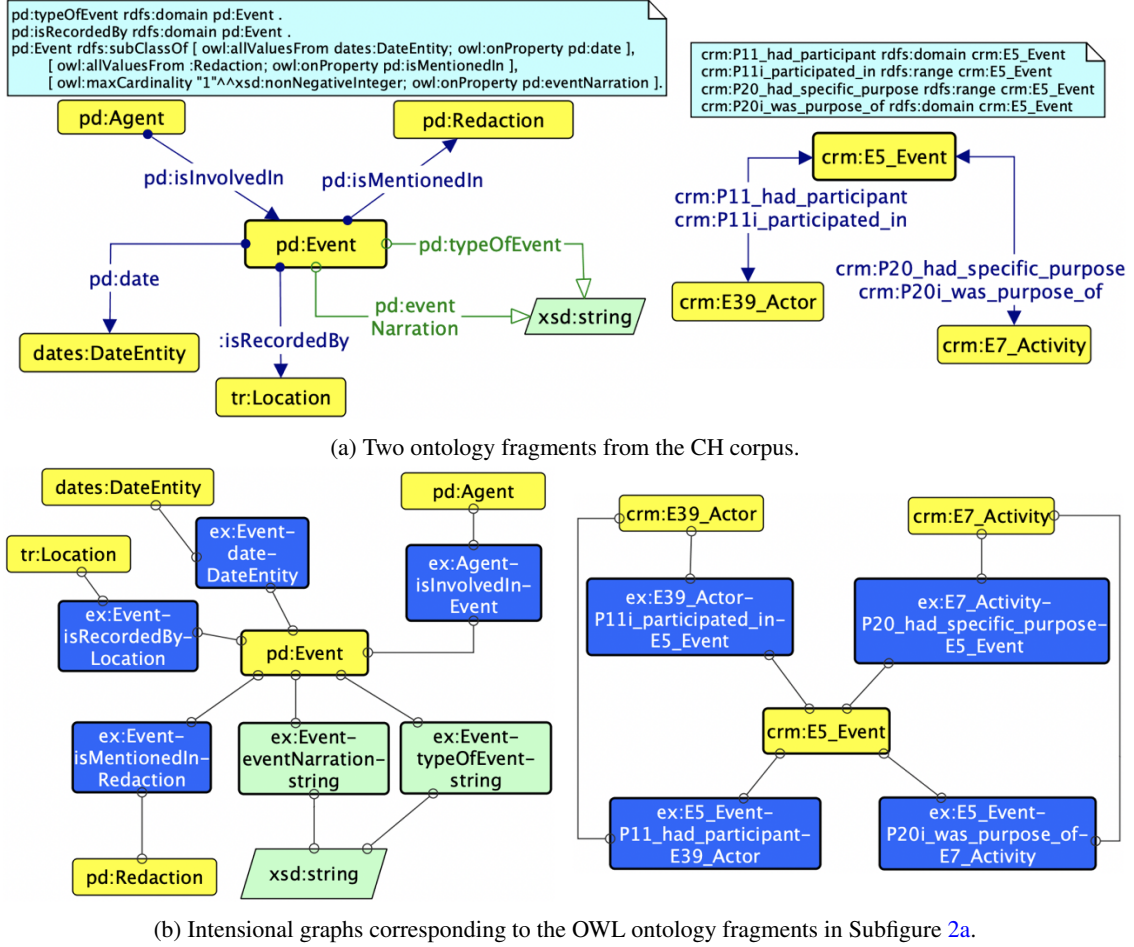 pd:typeOfEvent rdfs:domain pd:Event .
pd:isRecordedBy rdfs:domain pd:Event .
pd:Event rdfs:subClassOf [ owl:allValuesFrom dates:DateEntity; owl:onProperty pd:date ],
[ owl:allValuesFrom :Redaction; owl:onProperty pd:isMentionedIn ],
[ owl:maxCardinality "1"^^xsd:nonNegativeInteger; owl:onProperty pd:eventNarration ].
pd:Agent
pd:Redaction
pd:isInvolvedIn
pd:isMentionedIn
pd:Event
pd:typeOfEvent
pd:date
pd:event
Narration
xsd:string
:isRecordedBy
dates:DateEntity
tr:Location
crm:P11_had_participant rdfs:domain crm:E5_Event
crm:P11i_participated_in rdfs:range crm:E5_Event
crm:P20_had_specific_purpose rdfs:range crm:E5_Event
crm:P20i_was_purpose_of rdfs:domain crm:E5_Event
crm:E5_Event
crm:P11_had_participant
crm:P11i_participated_in
crm:P20_had_specific_purpose
crm:P20i_was_purpose_of
crm:E39_Actor
crm:E7_Activity
(a) Two ontology fragments from the CH corpus.
dates:DateEntity
pd:Agent
tr:Location
ex:Event-
date-
DateEntity
ex:Agent-
isInvolvedIn-
Event
ex:Event-
isRecordedBy-
Location
pd:Event
ex:Event-
isMentionedIn-
Redaction
ex:Event-
eventNarration-
string
ex:Event-
typeOfEvent-
string
pd:Redaction
xsd:string
crm:E39_Actor
crm:E7_Activity
ex:E39_Actor-
P11i_participated_in-
E5_Event
ex:E7_Activity-
P20_had_specific_purpose-
E5_Event
crm:E5_Event
ex:E5_Event-
P11_had_participant-
E39_Actor
ex:E5_Event-
P20i_was_purpose_of-
E7_Activity
(b) Intensional graphs corresponding to the OWL ontology fragments in Subfigure 2a.